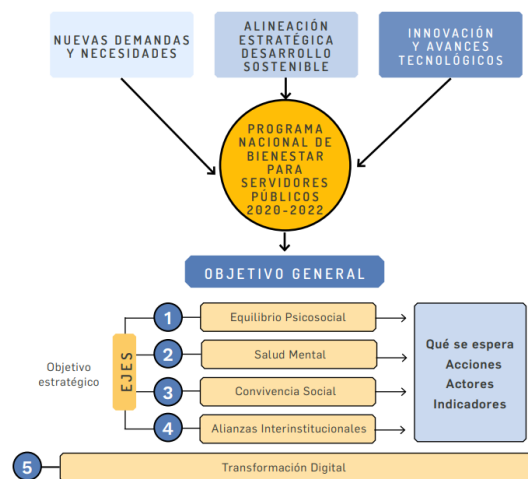 NUEVAS DEMANDAS
Y NECESIDADES
ALINEACIÓN
ESTRATÉGICA
DESARROLLO
SOSTENIBLE
INNOVACIÓN
Y AVANCES
TECNOLÓGICOS
PROGRAMA
NACIONAL DE
BIENESTAR
PARA
SERVIDORES
PÚBLICOS
2020-2022
OBJETIVO GENERAL
Objetivo
estratégico
EJES
1
Equilibrio Psicosocial
2
Salud Mental
3
Convivencia Social
4
Alianzas Interinstitucionales
Qué se espera
Acciones
Actores
Indicadores
5
Transformación Digital